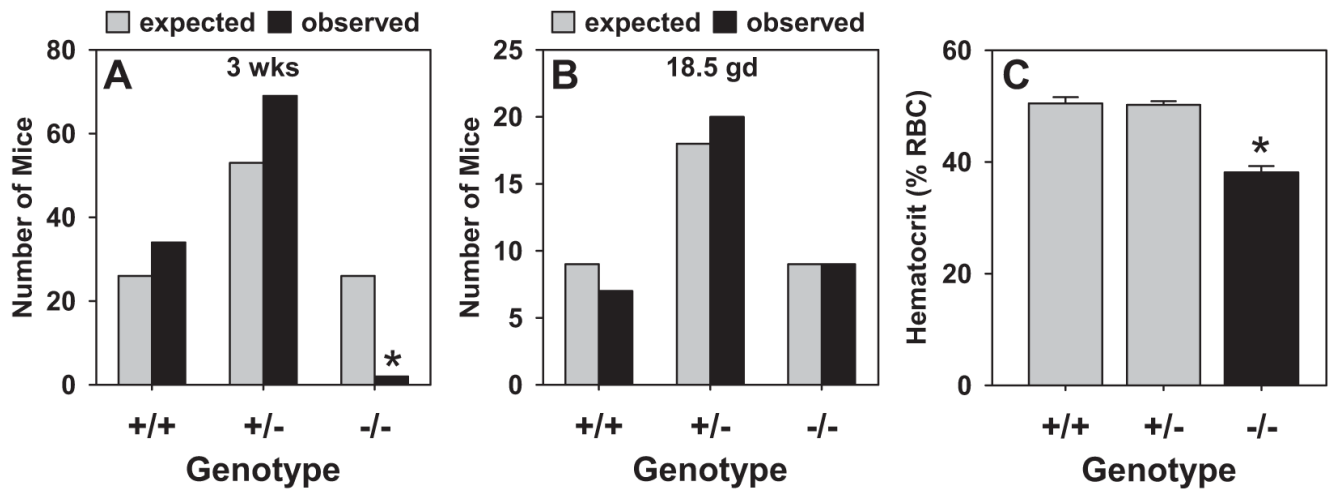 expected observed
A 3 wks
80
60
40
20
0
Number of Mice
*
+/+ +/- -/-
Genotype
expected observed
B 18.5 gd
25
20
15
10
5
0
Number of Mice
+/+ +/- -/-
Genotype
C
60
40
20
0
Hematocrit (% RBC)
*
+/+ +/- -/-
Genotype